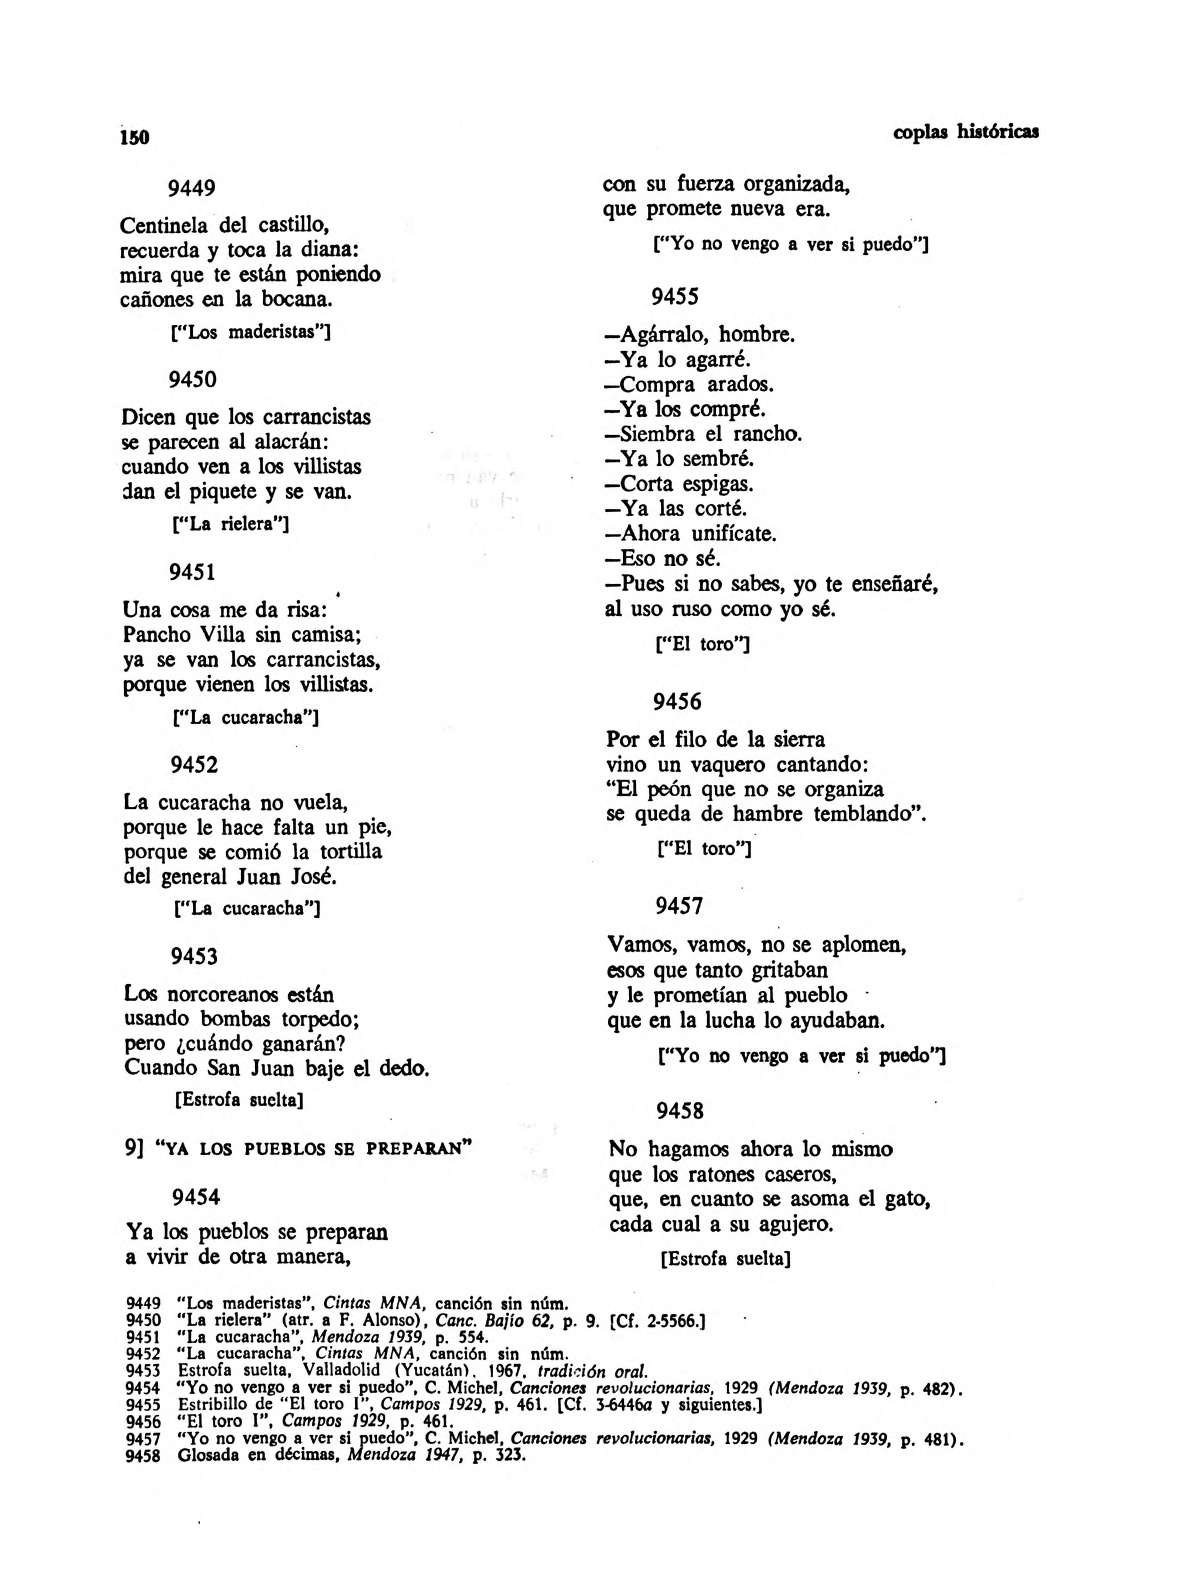 150
coplas históricas
9449
Centinela del castillo,
recuerda y toca la diana:
mira que te están poniendo
cañones en la bocana.
["Los maderistas"]
9450
Dicen que los carrancistas
se parecen al alacrán:
cuando ven a los villistas
dan el piquete y se van.
["La rielera"]
9451
Una cosa me da risa:
Pancho Villa sin camisa;
ya se van los carrancistas,
porque vienen los villistas.
["La cucaracha"]
9452
La cucaracha no vuela,
porque le hace falta un pie,
porque se comió la tortilla
del general Juan José.
["La cucaracha"]
9453
Los norcoreanos están
usando bombas torpedo;
pero ¿cuándo ganarán?
Cuando San Juan baje el dedo.
[Estrofa suelta]
9] "YA LOS PUEBLOS SE PREPARAN"
9454
Ya los pueblos se preparan
a vivir de otra manera,
con su fuerza organizada,
que promete nueva era.
["Yo no vengo a ver si puedo"]
9455
—Agárralo, hombre.
—Ya lo agarré.
—Compra arados.
—Ya los compré.
—Siembra el rancho.
—Ya lo sembré.
—Corta espigas.
—Ya las corté.
—Ahora unifícate.
—Eso no sé.
—Pues si no sabes, yo te enseñaré,
al uso ruso como yo sé.
["El toro"]
9456
Por el filo de la sierra
vino un vaquero cantando:
"El peón que no se organiza
se queda de hambre temblando".
["El toro"]
9457
Vamos, vamos, no se aplomen,
esos que tanto gritaban
y le prometían al pueblo
que en la lucha lo ayudaban.
["Yo no vengo a ver si puedo"]
9458
No hagamos ahora lo mismo
que los ratones caseros,
que, en cuanto se asoma el gato,
cada cual a su agujero.
[Estrofa suelta]
9449 "Los maderistas", Cintas MNA, canción sin núm.
9450 "La rielera" (atr. a F. Alonso), Canc. Bajío 62, p. 9. [Cf. 2-5566.]
9451 "La cucaracha", Mendoza 1939, p. 554.
9452 "La cucaracha", Cintas MNA, canción sin núm.
9453 Estrofa suelta, Valladolid (Yucatán), 1967, tradición oral.
9454 "Yo no vengo a ver si puedo", C. Michel, Canciones revolucionarias, 1929 (Mendoza 1939, p. 482).
9455 Estribillo de "El toro I", Campos 1929, p. 461. [Cf. 3-6446a y siguientes.]
9456 "El toro I", Campos 1929, p. 461.
9457 "Yo no vengo a ver si puedo", C. Michel, Canciones revolucionarias, 1929 (Mendoza 1939, p. 481).
9458 Glosada en décimas, Mendoza 1947, p. 323.